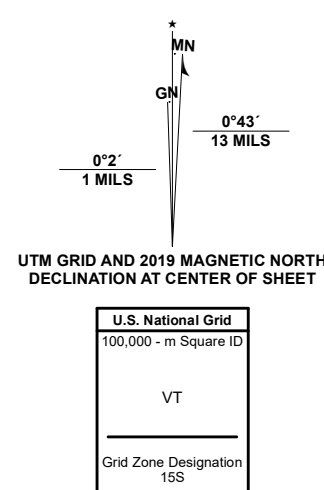 ★
MN
GN
0°43´
13 MILS
0°2´
1 MILS
UTM GRID AND 2019 MAGNETIC NORTH
DECLINATION AT CENTER OF SHEET
U.S. National Grid
100,000 - m Square ID
VT
Grid Zone Designation
15S